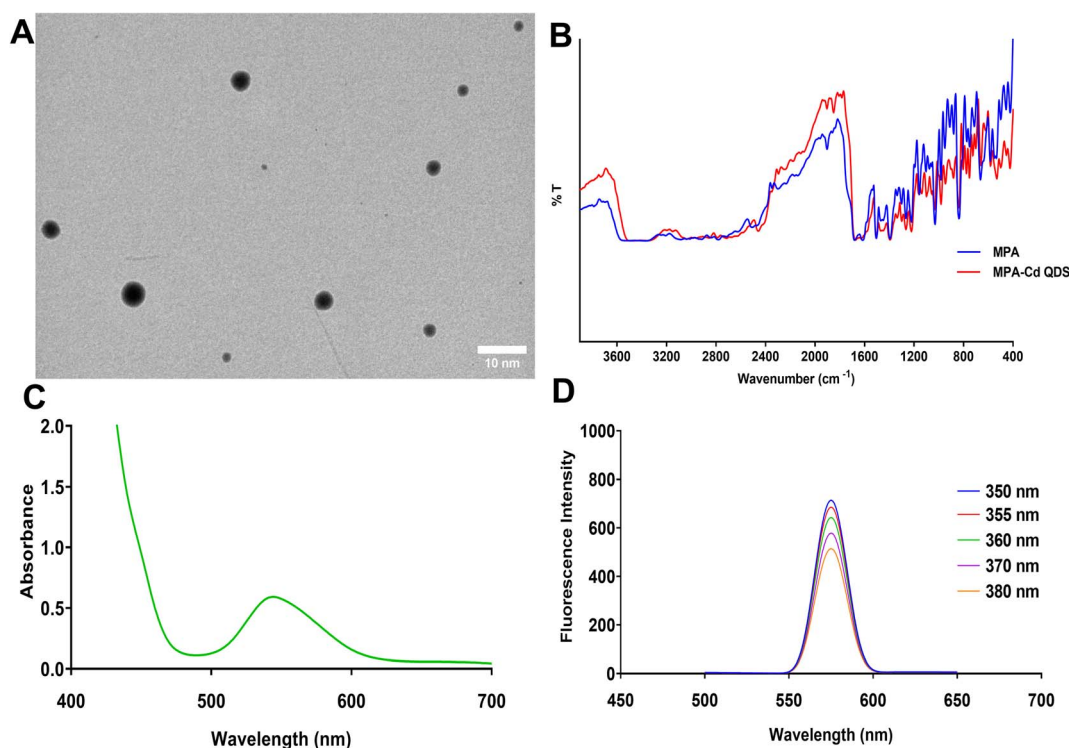 A
10 nm
B
% T
MPA
MPA-Cd QDS
3600 3200 2800 2400 2000 1600 1200 800 400
Wavenumber (cm -1)
C
2.0
1.5
1.0
0.5
0.0
Absorbance
400 500 600 700
Wavelength (nm)
D
1000
800
600
400
200
0
Fluorescence Intensity
350 nm
355 nm
360 nm
370 nm
380 nm
450 500 550 600 650 700
Wavelength (nm)